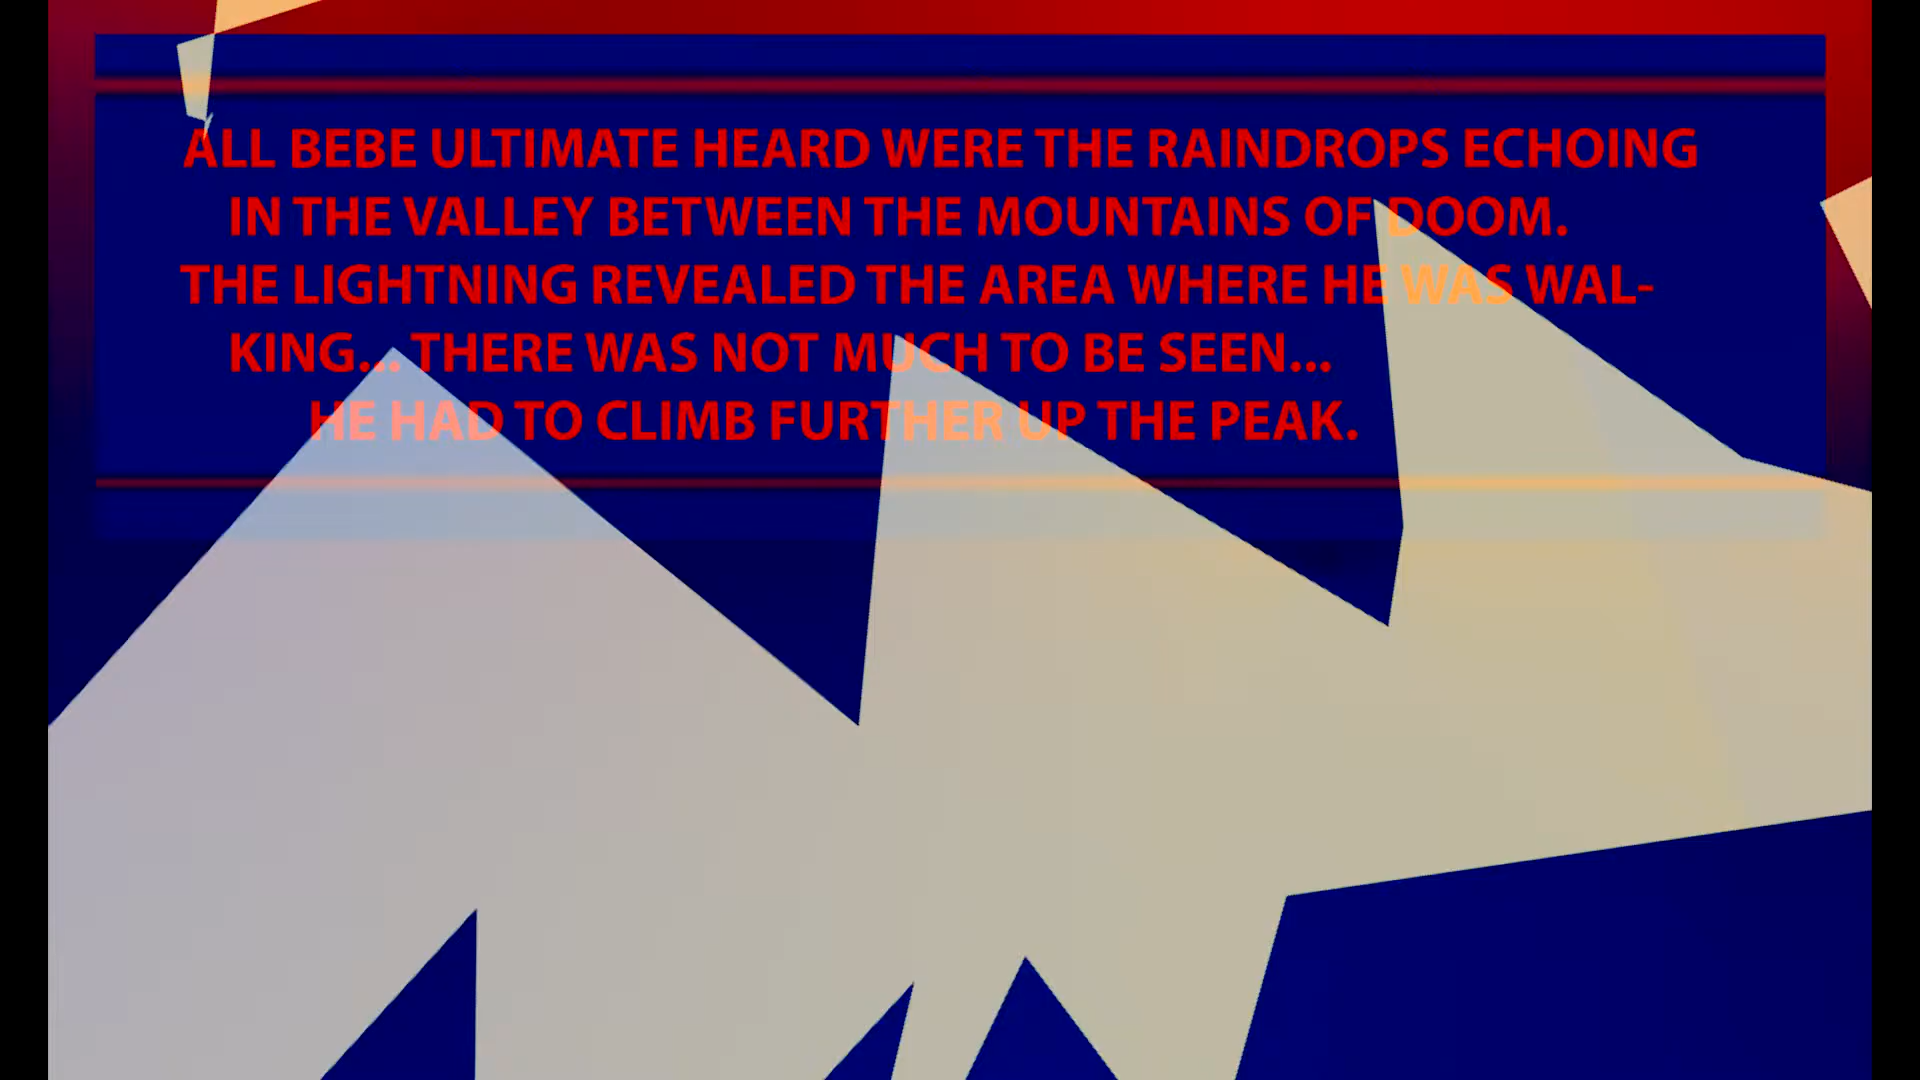 ALL BEBE ULTIMATE HEARD WERE THE RAINDROPS ECHOING
IN THE VALLEY BETWEEN THE MOUNTAINS OF DOOM.
THE LIGHTNING REVEALED THE AREA WHERE HE WAS WAL-
KING... THERE WAS NOT MUCH TO BE SEEN...
HE HAD TO CLIMB FURTHER UP THE PEAK.